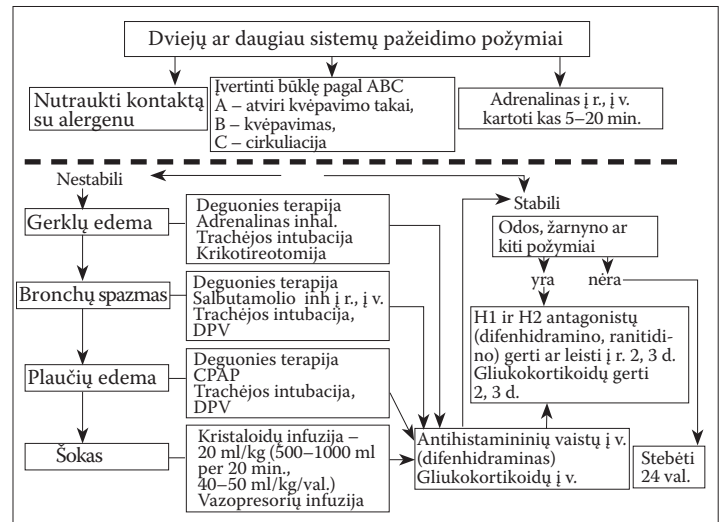 Dviejų ar daugiau sistemų pažeidimo požymiai
Nutraukti kontaktą
su alergenu
Įvertinti būklę pagal ABC
A – atviri kvėpavimo takai,
B – kvėpavimas,
C – cirkuliacija
Adrenalinas į r., į v.
kartoti kas 5–20 min.
Nestabili
Gerklų edema
Deguonies terapija
Adrenalinas inhal.
Trachėjos intubacija
Krikotireotomija
Bronchų spazmas
Deguonies terapija
Salbutamolio inh į r., į v.
Trachėjos intubacija,
DPV
Plaučių edema
Deguonies terapija
CPAP
Trachėjos intubacija,
DPV
Šokas
Kristaloidų infuzija –
20 ml/kg (500–1000 ml
per 20 min.,
40–50 ml/kg/val.)
Vazopresorių infuzija
Stabili
Odos, žarnyno ar
kiti požymiai
yra
nėra
H1 ir H2 antagonistų
(difenhidramino, ranitidi-
no) gerti ar leisti į r. 2, 3 d.
Gliukokortikoidų gerti
2, 3 d.
Antihistamininių vaistų į v.
(difenhidraminas)
Gliukokortikoidų į v.
Stebėti
24 val.